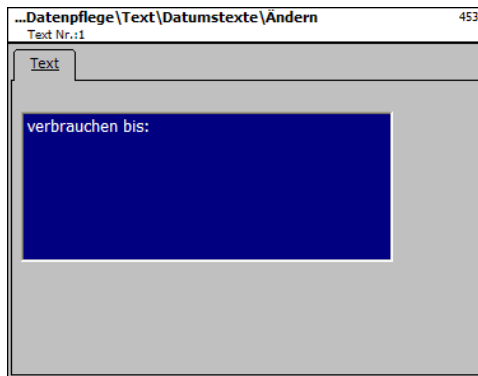 ...Datenpflege\Text\Datumstexte\Ändern 453
Text Nr.:1
Text
verbrauchen bis: